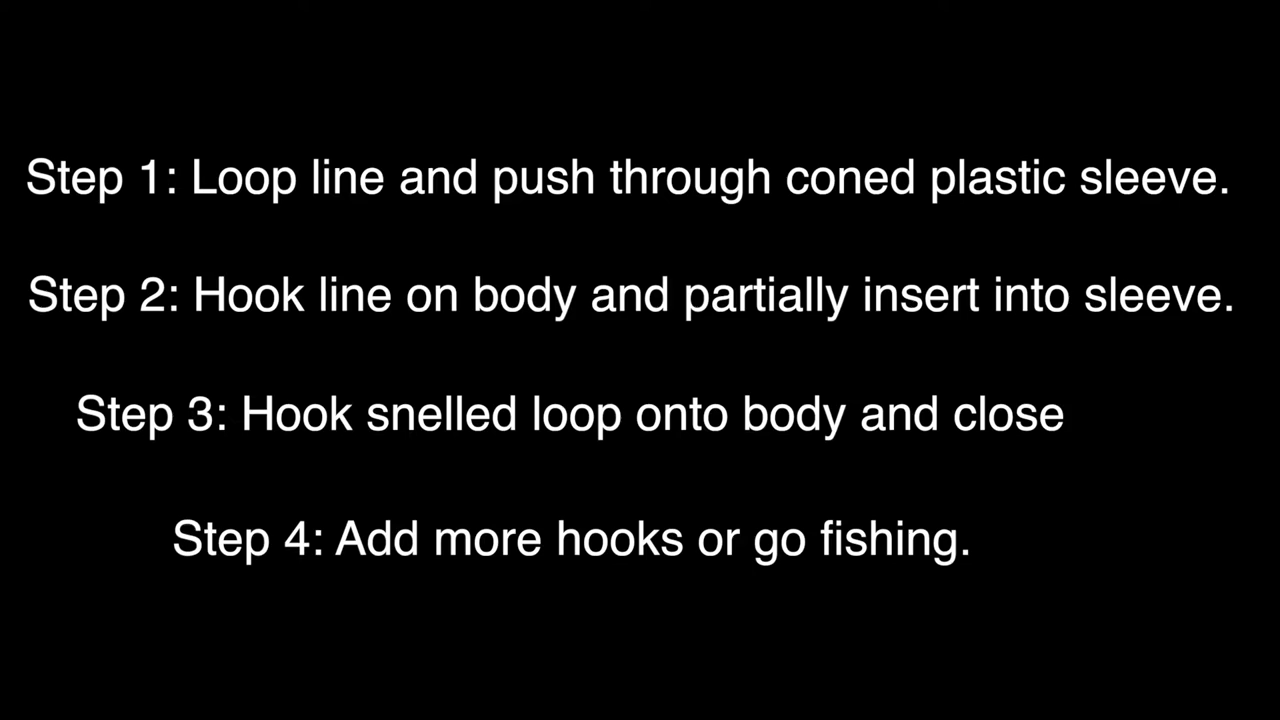 Step 1: Loop line and push through coned plastic sleeve.
Step 2: Hook line on body and partially insert into sleeve.
Step 3: Hook snelled loop onto body and close
Step 4: Add more hooks or go fishing.